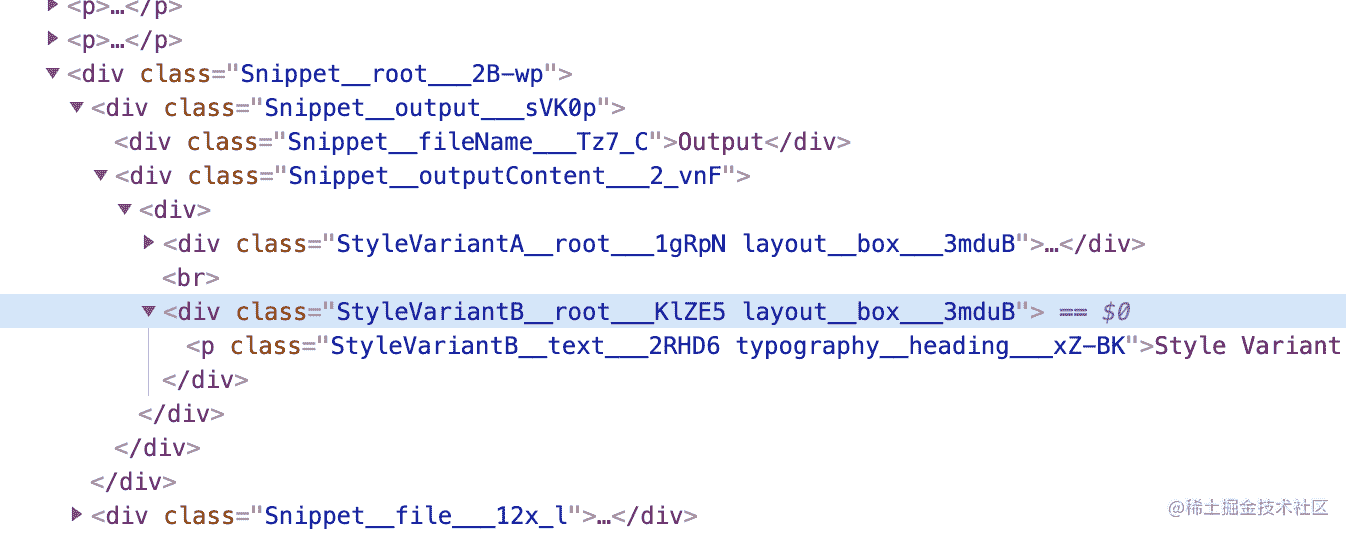 ▶ <p>…</p>
▶ <p>…</p>
▼ <div class="Snippet__root___2B-wp">
▼ <div class="Snippet__output___sVK0p">
<div class="Snippet__fileName___Tz7_C">Output</div>
▼ <div class="Snippet__outputContent___2_vnF">
▼ <div>
▶ <div class="StyleVariantA__root___1gRpN layout__box___3mduB">…</div>
<br>
▼ <div class="StyleVariantB__root___KlZE5 layout__box___3mduB"> == $0
<p class="StyleVariantB__text___2RHD6 typography__heading___xZ-BK">Style Variant
</div>
</div>
</div>
</div>
▶ <div class="Snippet__file___12x_l">…</div>
@稀土掘金技术社区